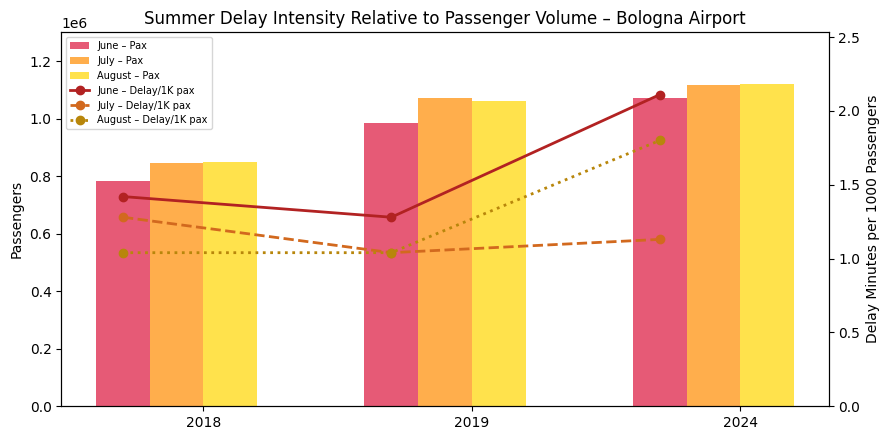 Summer Delay Intensity Relative to Passenger Volume – Bologna Airport
1e6
June – Pax
July – Pax
August – Pax
June – Delay/1K pax
July – Delay/1K pax
August – Delay/1K pax
Passengers
1.2
1.0
0.8
0.6
0.4
0.2
0.0
2018
2019
2024
2.5
2.0
1.5
1.0
0.5
0.0
Delay Minutes per 1000 Passengers